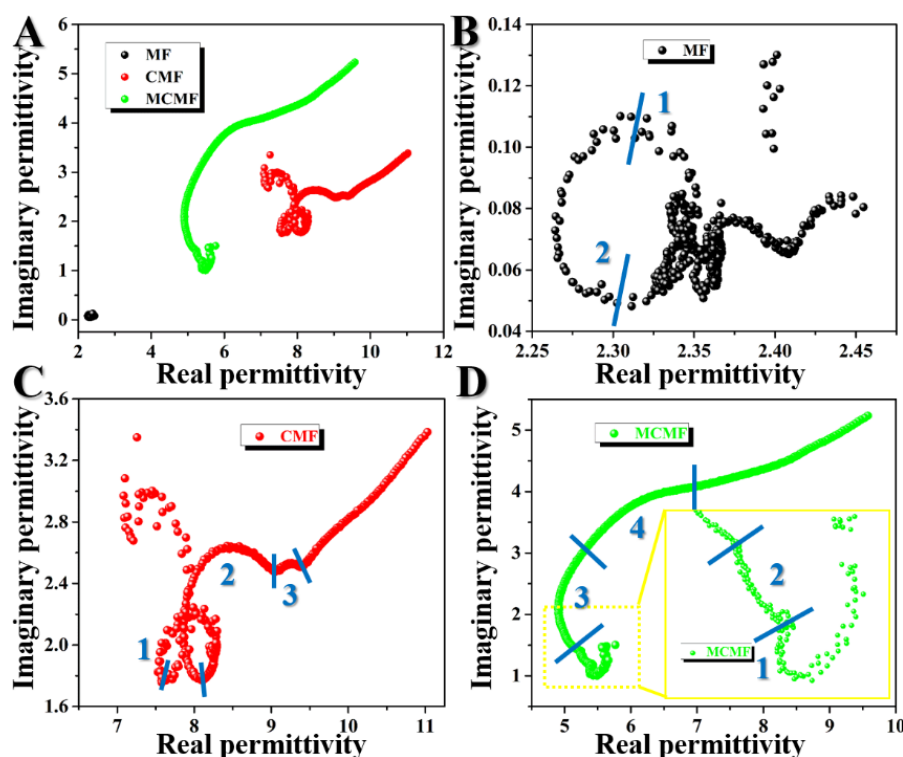 A
Imaginary permittivity
6
5
4
3
2
1
0
MF
CMF
MCMF
2 4 6 8 10 12
Real permittivity
B
Imaginary permittivity
0.14
0.12
0.10
0.08
0.06
0.04
MF
1
2
2.25 2.30 2.35 2.40 2.45
Real permittivity
C
Imaginary permittivity
3.6
3.2
2.8
2.4
2.0
1.6
CMF
2
3
1
7 8 9 10 11
Real permittivity
D
Imaginary permittivity
5
4
3
2
1
MCMF
4
3
2
1
MCMF
5 6 7 8 9 10
Real permittivity